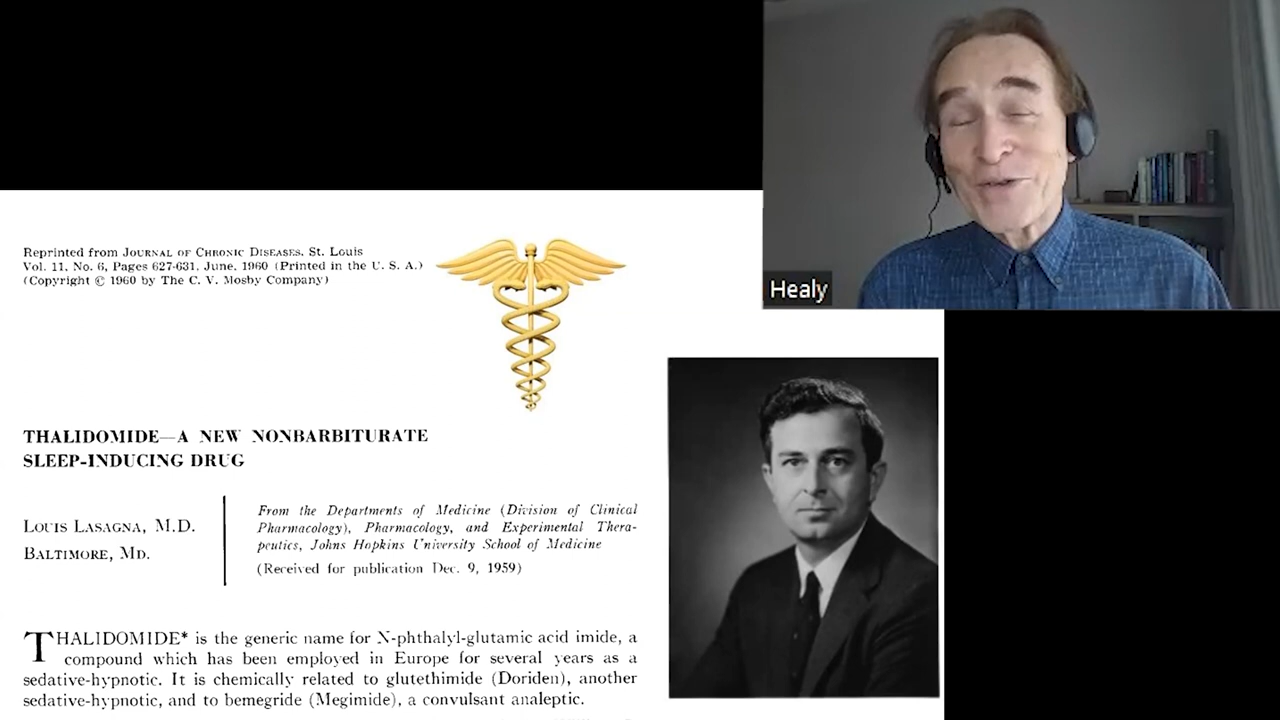 Healy
Reprinted from JOURNAL OF CHRONIC DISEASES, St. Louis
Vol. 11, No. 6, Pages 627-631, June, 1960 (Printed in the U. S. A.)
(Copyright © 1960 by The C. V. Mosby Company)
THALIDOMIDE—A NEW NONBARBITURATE
SLEEP-INDUCING DRUG
LOUIS LASAGNA, M.D.
BALTIMORE, MD.
From the Departments of Medicine (Division of Clinical
Pharmacology), Pharmacology, and Experimental Thera-
peutics, Johns Hopkins University School of Medicine
(Received for publication Dec. 9, 1959)
THALIDOMIDE* is the generic name for N-phthalyl-glutamic acid imide, a
compound which has been employed in Europe for several years as a
sedative-hypnotic. It is chemically related to glutethimide (Doriden), another
sedative-hypnotic, and to bemegride (Megimide), a convulsant analeptic.